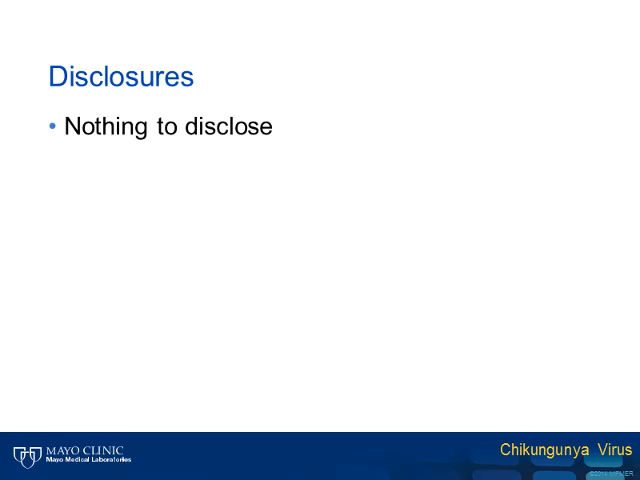 Disclosures
• Nothing to disclose
MAYO CLINIC
Mayo Medical Laboratories
Chikungunya Virus